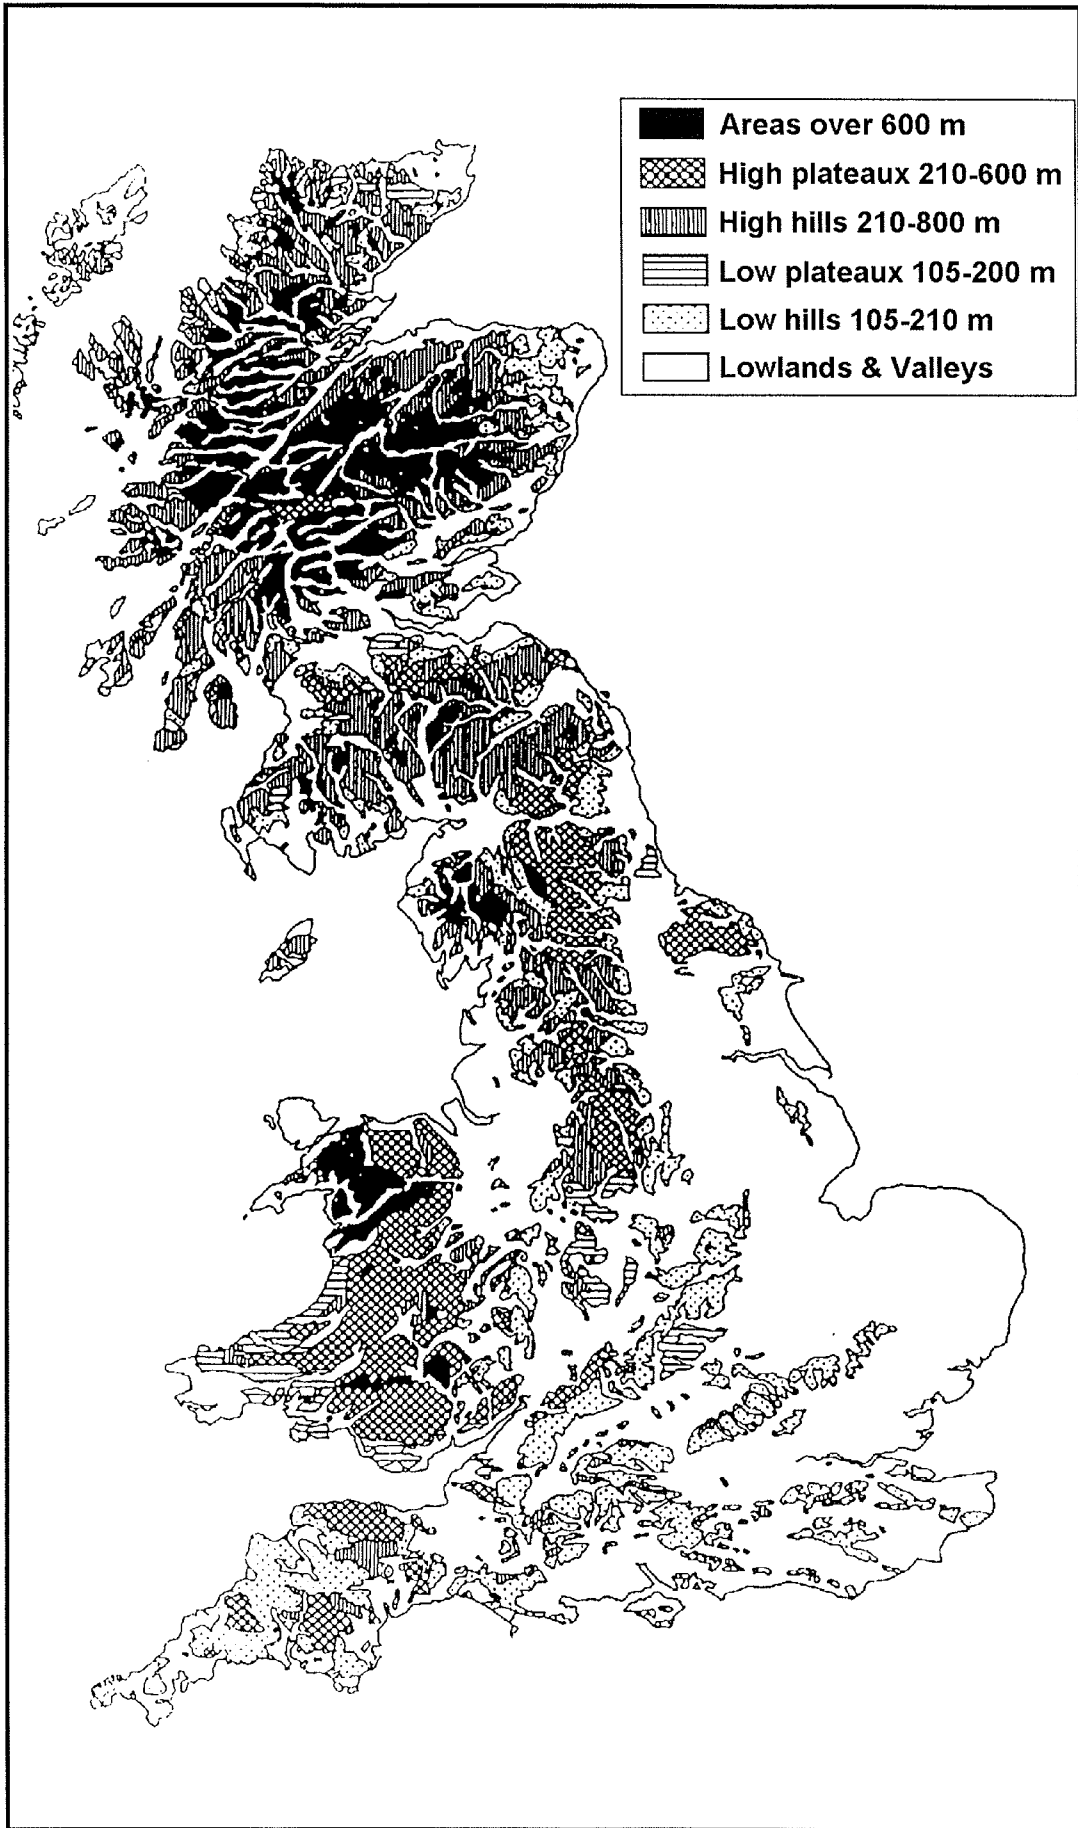 Areas over 600 m
High plateaux 210-600 m
High hills 210-800 m
Low plateaux 105-200 m
Low hills 105-210 m
Lowlands & Valleys